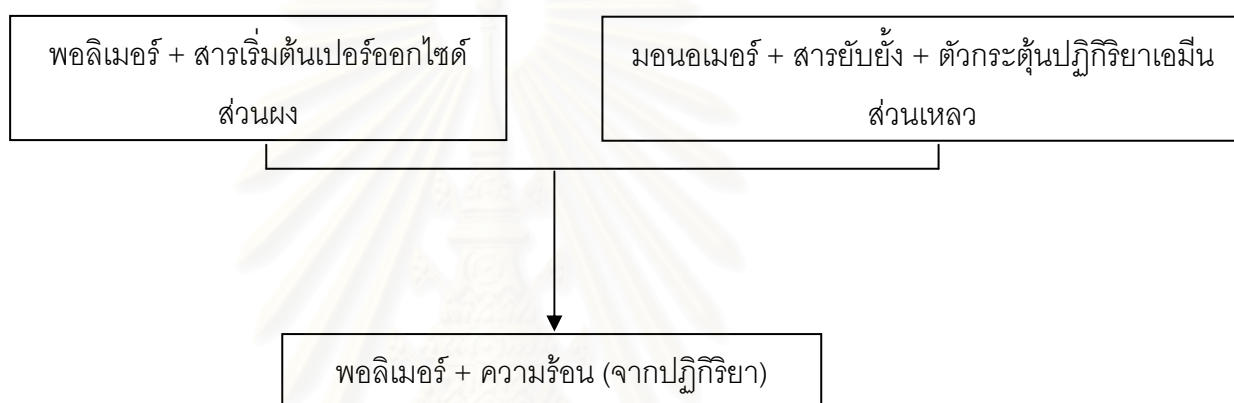 พอลิเมอร์ + สารเริ่มต้นเปอร์ออกไซด์
ส่วนผง
มอนอเมอร์ + สารยับยั้ง + ตัวกระตุ้นปฏิกิริยาเอมีน
ส่วนเหลว
พอลิเมอร์ + ความร้อน (จากปฏิกิริยา)